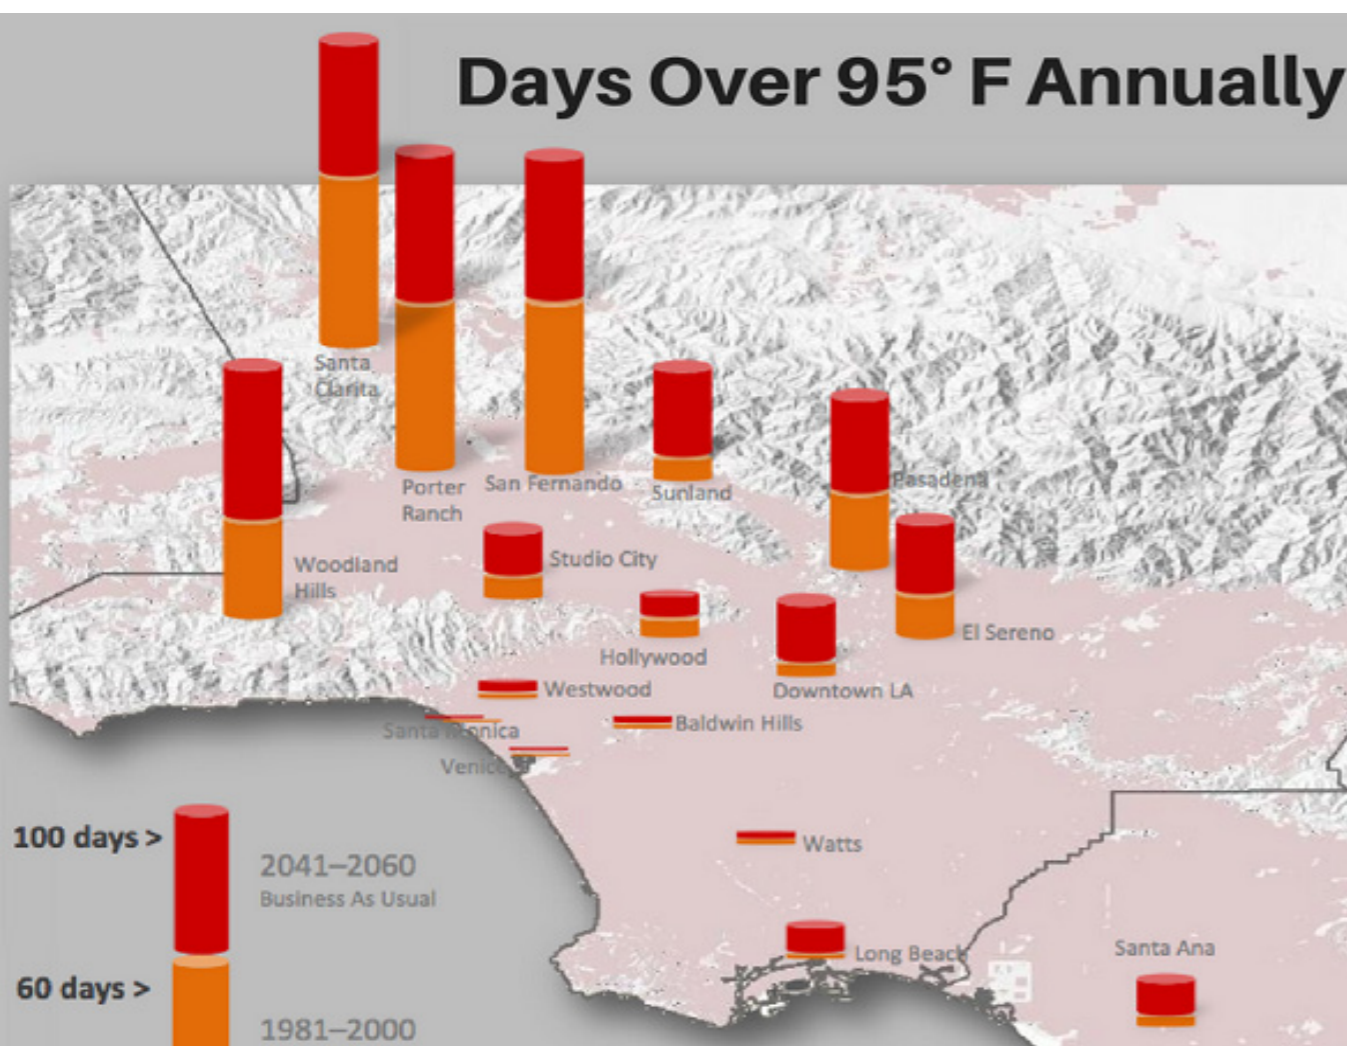 Days Over 95° F Annually
Santa
Clarita
Porter
Ranch
San Fernando
Sunland
Pasadena
Woodland
Hills
Studio City
El Sereno
Hollywood
Downtown LA
Westwood
Santa Monica
Baldwin Hills
Venice
100 days >
2041–2060
Business As Usual
Watts
Long Beach
Santa Ana
60 days >
1981–2000